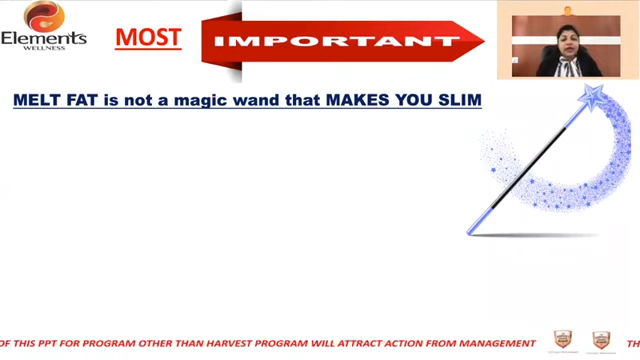 Elements
WELLNESS
MOST
IMPORTANT
MELT FAT is not a magic wand that MAKES YOU SLIM
OF THIS PPT FOR PROGRAM OTHER THAN HARVEST PROGRAM WILL ATTRACT ACTION FROM MANAGEMENT
TH